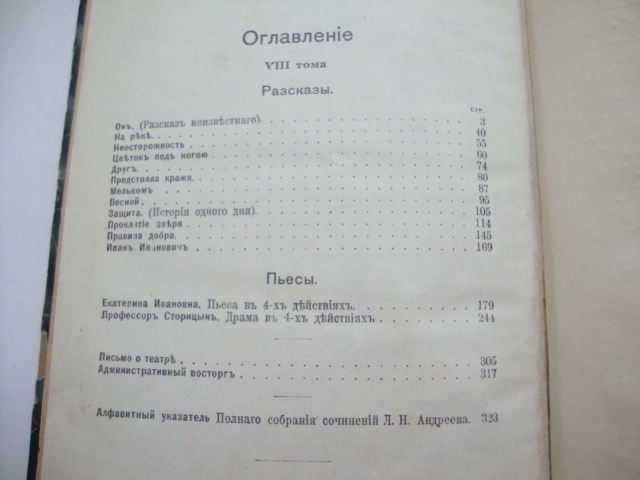 Оглавленіе
VIII тома
Разсказы.
СТР.
Онъ. (Разсказъ неизвѣстнаго). 3
На рѣкѣ. 40
Неосторожность 55
Цвѣтокъ подъ ногою 60
Другъ. 74
Предстояла кража. 80
Мелькомъ 87
Весной. 95
Защита. (Исторія одного дня). 105
Проклятіе звѣря 114
Правила добра. 145
Иванъ Ивановичъ 169
Пьесы.
Екатерина Ивановна. Пьеса въ 4-хъ дѣйствіяхъ. 179
Профессоръ Сторицынъ. Драма въ 4-хъ дѣйствіяхъ 244
Письмо о театрѣ 305
Административный восторгъ 317
Алфавитный указатель Полнаго собранія сочиненій Л. Н. Андреева. 323